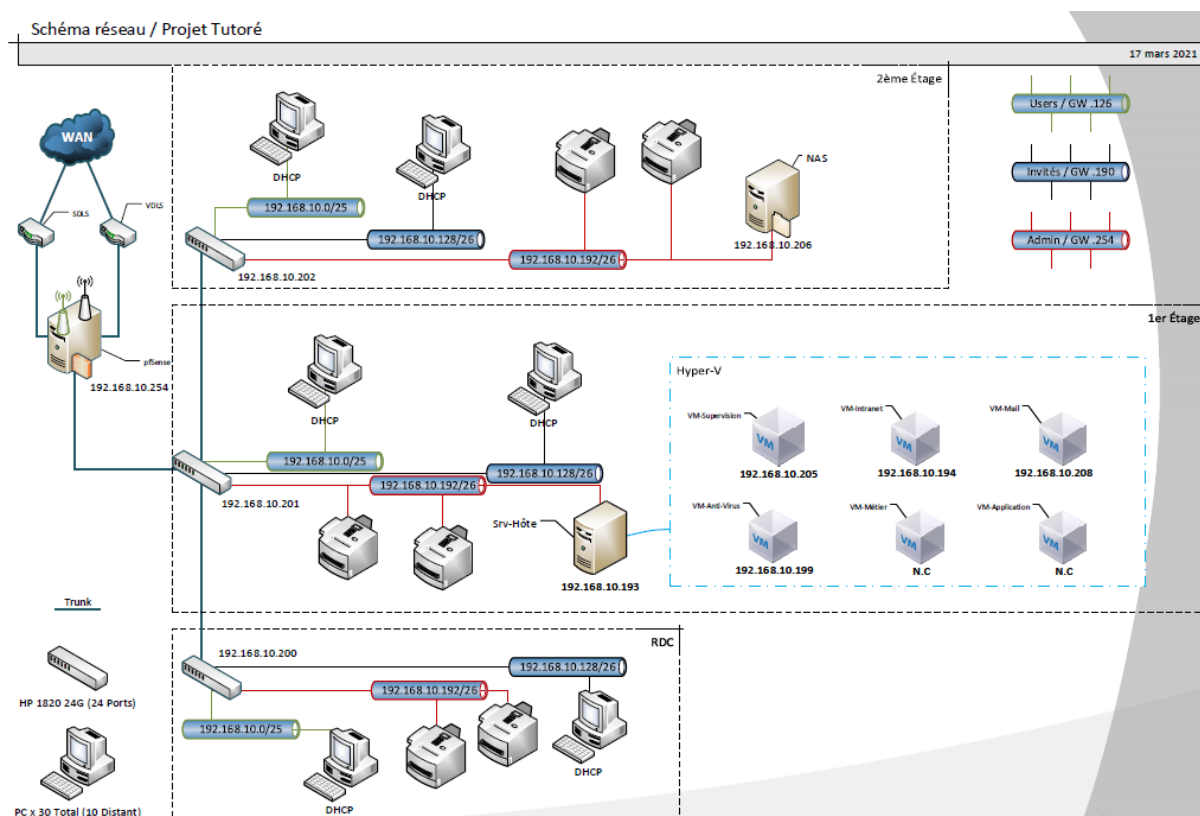 Schéma réseau / Projet Tutoré
17 mars 2021
2ème Étage
WAN
SDLS
VDLS
DHCP
DHCP
NAS
192.168.10.0/25
192.168.10.128/26
192.168.10.192/26
192.168.10.206
192.168.10.202
Users / GW .126
Invités / GW .190
Admin / GW .254
pfSense
192.168.10.254
1er Étage
DHCP
DHCP
192.168.10.0/25
192.168.10.128/26
192.168.10.192/26
192.168.10.201
Srv-Hôte
192.168.10.193
Hyper-V
VM-Supervision
VM-Intranet
VM-Mail
VM
VM
VM
192.168.10.205
192.168.10.194
192.168.10.208
VM-Anti-Virus
VM-Métier
VM-Application
VM
VM
VM
192.168.10.199
N.C
N.C
Trunk
HP 1820 24G (24 Ports)
PC x 30 Total (10 Distant)
RDC
192.168.10.200
192.168.10.128/26
192.168.10.192/26
192.168.10.0/25
DHCP
DHCP